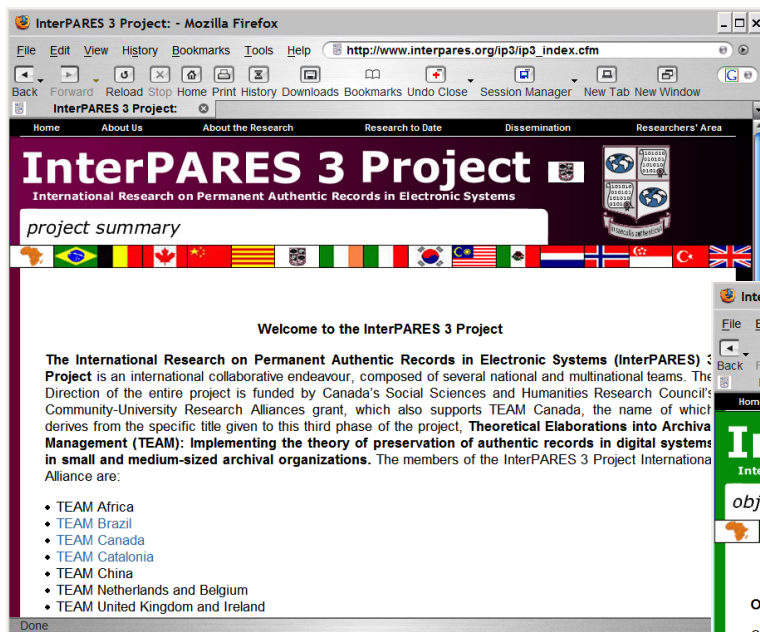 InterPARES 3 Project: - Mozilla Firefox
File Edit View History Bookmarks Tools Help http://www.interpares.org/ip3/ip3_index.cfm
Back Forward Reload Stop Home Print History Downloads Bookmarks Undo Close Session Manager New Tab New Window
InterPARES 3 Project:
Home About Us About the Research Research to Date Dissemination Researchers' Area
InterPARES 3 Project
International Research on Permanent Authentic Records in Electronic Systems
project summary
Welcome to the InterPARES 3 Project
The International Research on Permanent Authentic Records in Electronic Systems (InterPARES) 3
Project is an international collaborative endeavour, composed of several national and multinational teams. The
Direction of the entire project is funded by Canada's Social Sciences and Humanities Research Council's
Community-University Research Alliances grant, which also supports TEAM Canada, the name of which
derives from the specific title given to this third phase of the project, Theoretical Elaborations into Archiva
Management (TEAM): Implementing the theory of preservation of authentic records in digital systems
in small and medium-sized archival organizations. The members of the InterPARES 3 Project Internationa
Alliance are:
• TEAM Africa
• TEAM Brazil
• TEAM Canada
• TEAM Catalonia
• TEAM China
• TEAM Netherlands and Belgium
• TEAM United Kingdom and Ireland
Done
Inte
File E
Back F
Hom
In
Inte
obj
O